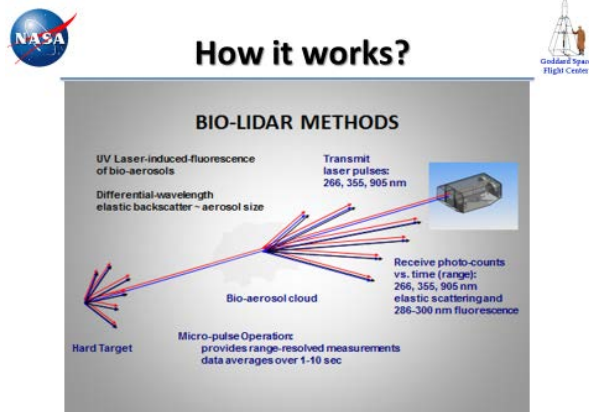 NASA
How it works?
Goddard Space
Flight Center
BIO-LIDAR METHODS
UV Laser-induced-fluorescence
of bio-aerosols
Differential-wavelength
elastic backscatter ~ aerosol size
Transmit
laser pulses:
266, 355, 905 nm
Receive photo-counts
vs. time (range):
266, 355, 905 nm
elastic scattering and
286-300 nm fluorescence
Bio-aerosol cloud
Hard Target
Micro-pulse Operation:
provides range-resolved measurements
data averages over 1-10 sec